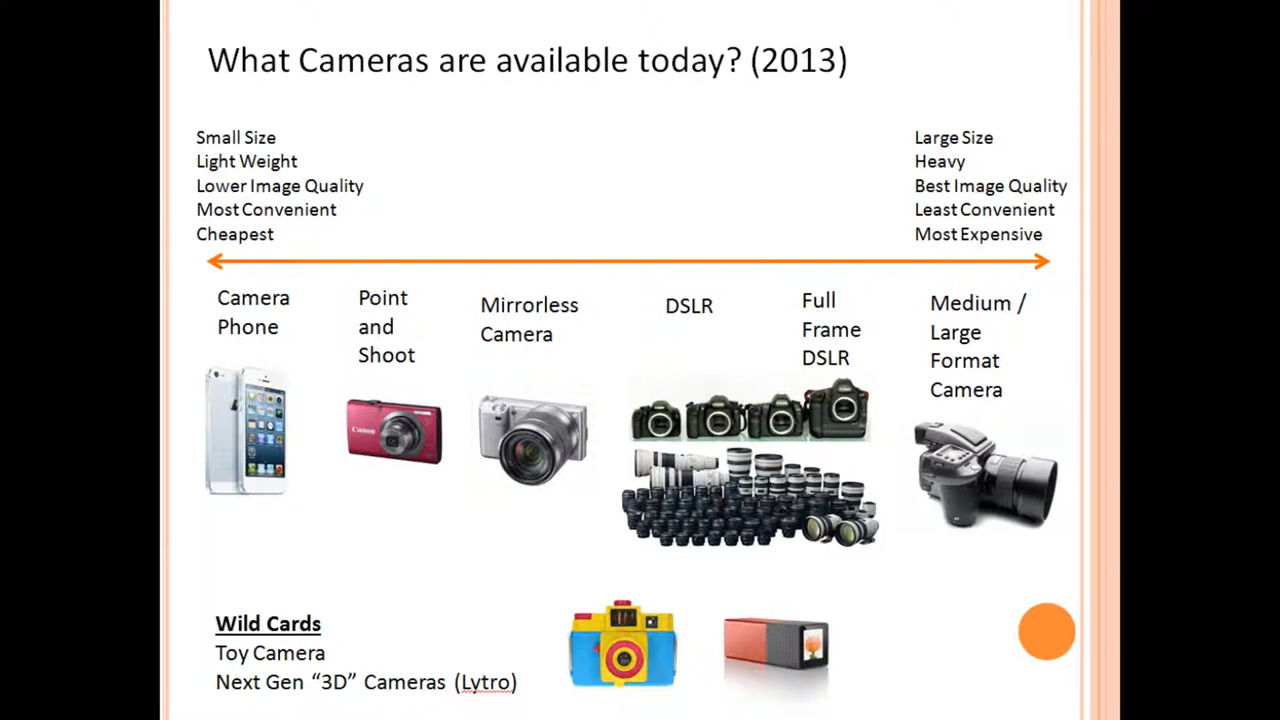 What Cameras are available today? (2013)
Small Size
Light Weight
Lower Image Quality
Most Convenient
Cheapest
Large Size
Heavy
Best Image Quality
Least Convenient
Most Expensive
Camera
Phone
Point
and
Shoot
Mirrorless
Camera
DSLR
Full
Frame
DSLR
Medium /
Large
Format
Camera
Canon
Wild Cards
Toy Camera
Next Gen “3D” Cameras (Lytro)